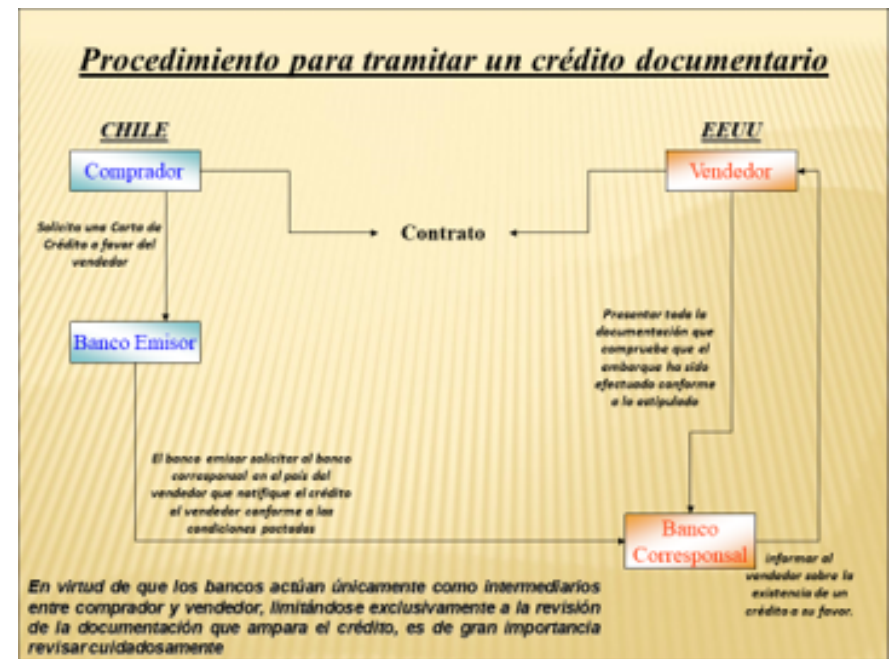 Procedimiento para tramitar un crédito documentario
CHILE
EEUU
Comprador
Vendedor
Contrato
Solicita una Carta de
Crédito a favor del
vendedor
Banco Emisor
Presentar toda la
documentación que
compruebe que el
embarque ha sido
efectuado conforme
a lo estipulado
El banco emisor solicitar al banco
corresponsal en el país del
vendedor que notifique el crédito
al vendedor conforme a las
condiciones pactadas
Banco
Corresponsal
informar al
vendedor sobre la
existencia de un
crédito a su favor.
En virtud de que los bancos actúan únicamente como intermediarios
entre comprador y vendedor, limitándose exclusivamente a la revisión
de la documentación que ampara el crédito, es de gran importancia
revisar cuidadosamente